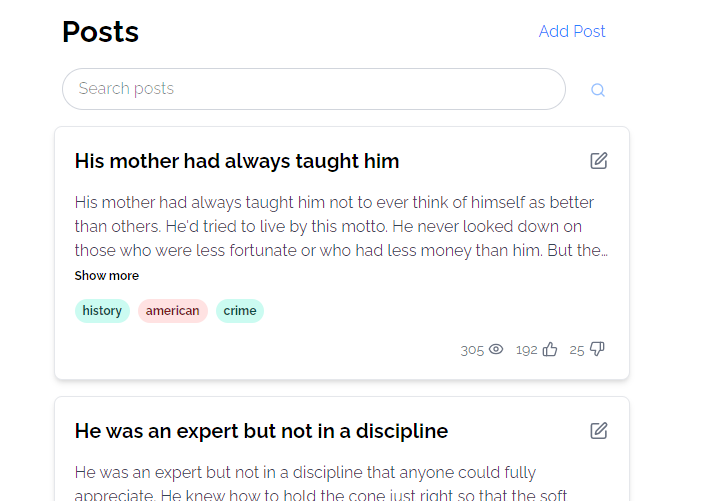 Posts
Add Post
Search posts
His mother had always taught him
His mother had always taught him not to ever think of himself as better
than others. He'd tried to live by this motto. He never looked down on
those who were less fortunate or who had less money than him. But the...
Show more
history american crime
305 192 25
He was an expert but not in a discipline
He was an expert but not in a discipline that anyone could fully
appreciate. He knew how to hold the cone just right so that the soft